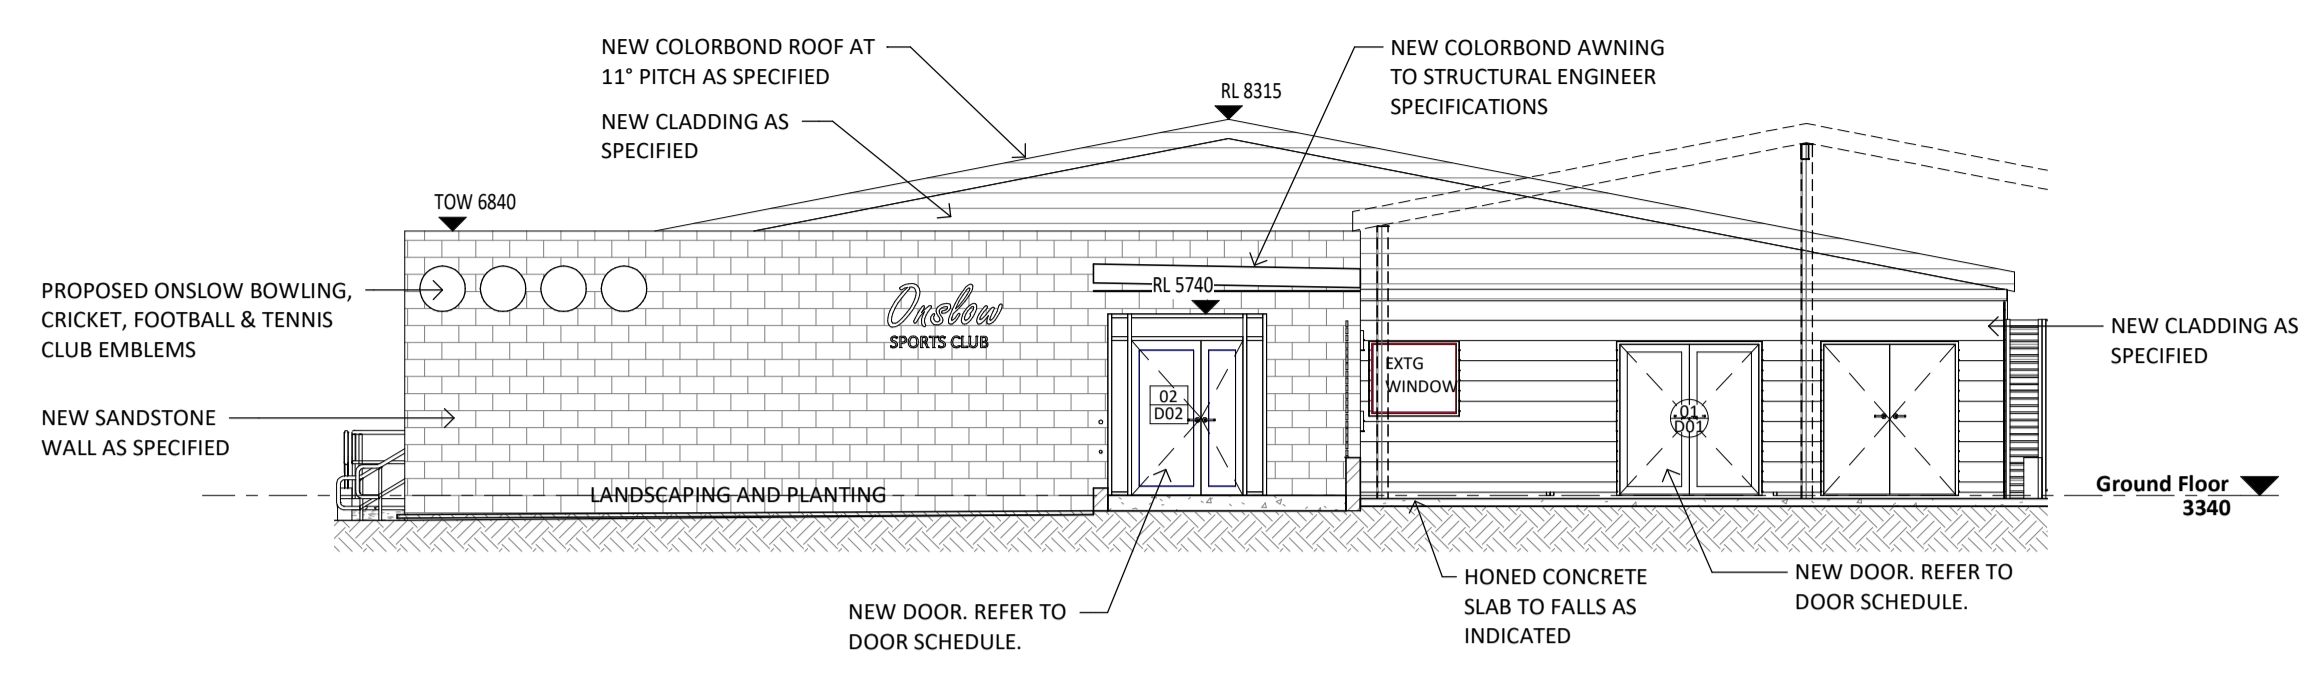 NEW COLORBOND ROOF AT
11° PITCH AS SPECIFIED
NEW CLADDING AS
SPECIFIED
RL 8315
NEW COLORBOND AWNING
TO STRUCTURAL ENGINEER
SPECIFICATIONS
TOW 6840
PROPOSED ONSLOW BOWLING,
CRICKET, FOOTBALL & TENNIS
CLUB EMBLEMS
Onslow
SPORTS CLUB
RL 5740
NEW CLADDING AS
SPECIFIED
EXTG
WINDOW
02
D02
01
D01
NEW SANDSTONE
WALL AS SPECIFIED
LANDSCAPING AND PLANTING
Ground Floor
3340
NEW DOOR. REFER TO
DOOR SCHEDULE.
HONED CONCRETE
SLAB TO FALLS AS
INDICATED
NEW DOOR. REFER TO
DOOR SCHEDULE.